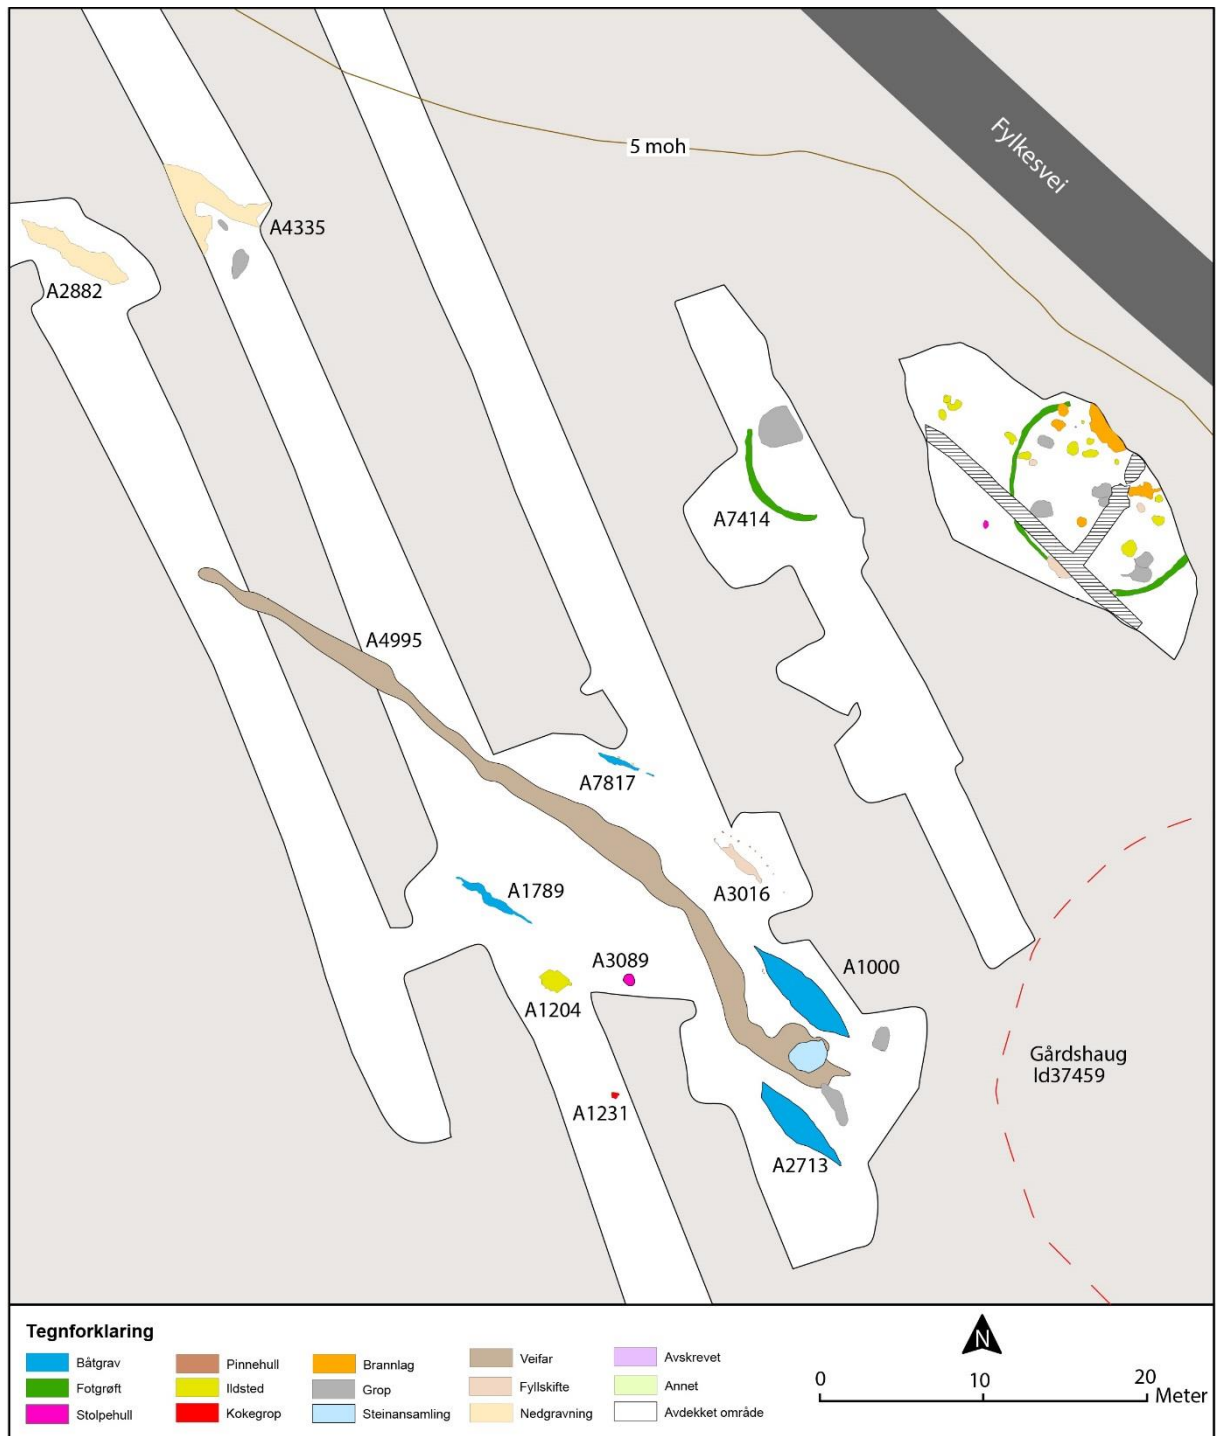 Fylkesvei
5 moh
A4335
A2882
A7414
A4995
A7817
A1789
A3016
A3089
A1000
A1204
Gårdshaug
Id37459
A1231
A2713
Tegnforklaring
N
Båtgrav
Pinnehull
Brannlag
Veifar
Avskrevet
Fotgrøft
Ildsted
Grop
Fyllskifte
Annet
Stolpehull
Kokegrop
Steinansamling
Nedgravning
Avdekket område
0 10 20
Meter